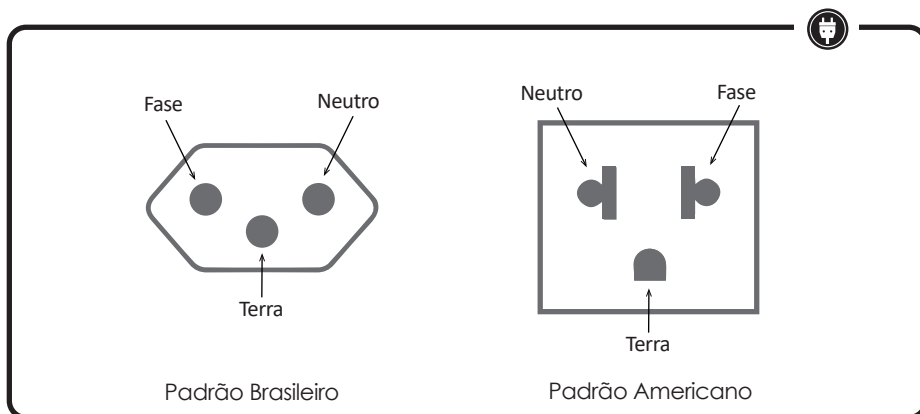 Fase
Neutro
Terra
Padrão Brasileiro
Neutro
Fase
Terra
Padrão Americano